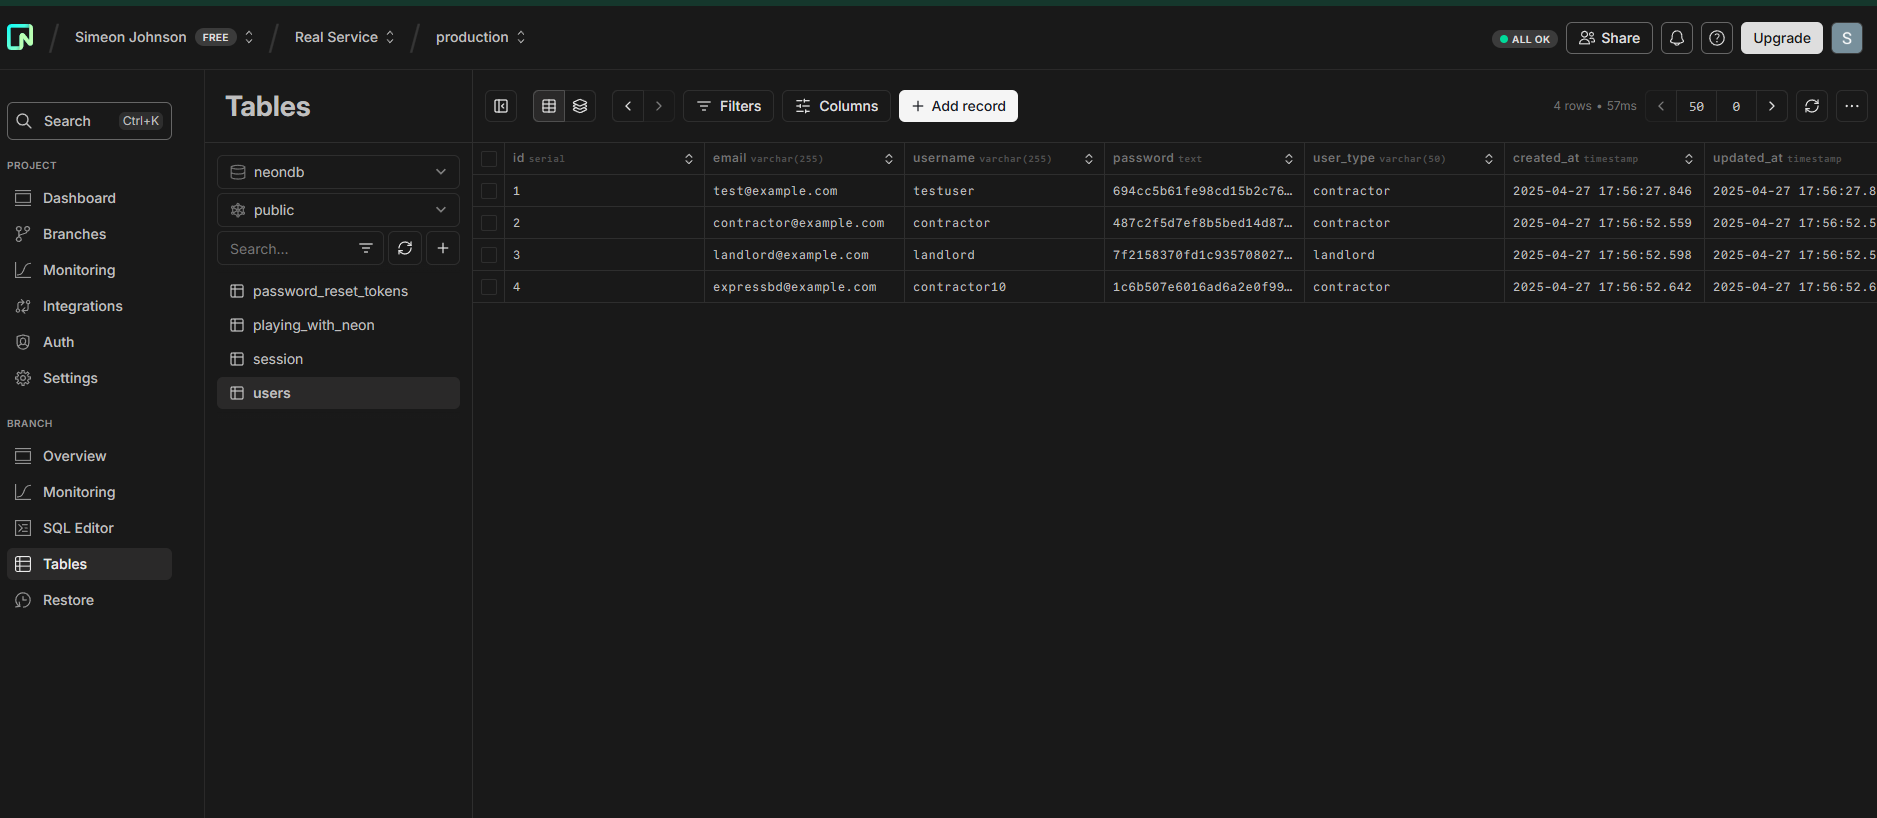 Simeon Johnson FREE / Real Service / production
ALL OK Share Upgrade S
Search Ctrl+K
PROJECT
Dashboard
Branches
Monitoring
Integrations
Auth
Settings
BRANCH
Overview
Monitoring
SQL Editor
Tables
Restore
Tables
neondb
public
Search...
password_reset_tokens
playing_with_neon
session
users
Filters Columns + Add record 4 rows • 57ms 50 0
id serial email varchar(255) username varchar(255) password text user_type varchar(50) created_at timestamp updated_at timestamp
1 test@example.com testuser 694cc5b61fe98cd15b2c76… contractor 2025-04-27 17:56:27.846 2025-04-27 17:56:27.8
2 contractor@example.com contractor 487c2f5d7ef8b5bed14d87… contractor 2025-04-27 17:56:52.559 2025-04-27 17:56:52.5
3 landlord@example.com landlord 7f2158370fd1c935708027… landlord 2025-04-27 17:56:52.598 2025-04-27 17:56:52.5
4 expressbd@example.com contractor10 1c6b507e6016ad6a2e0f99… contractor 2025-04-27 17:56:52.642 2025-04-27 17:56:52.6